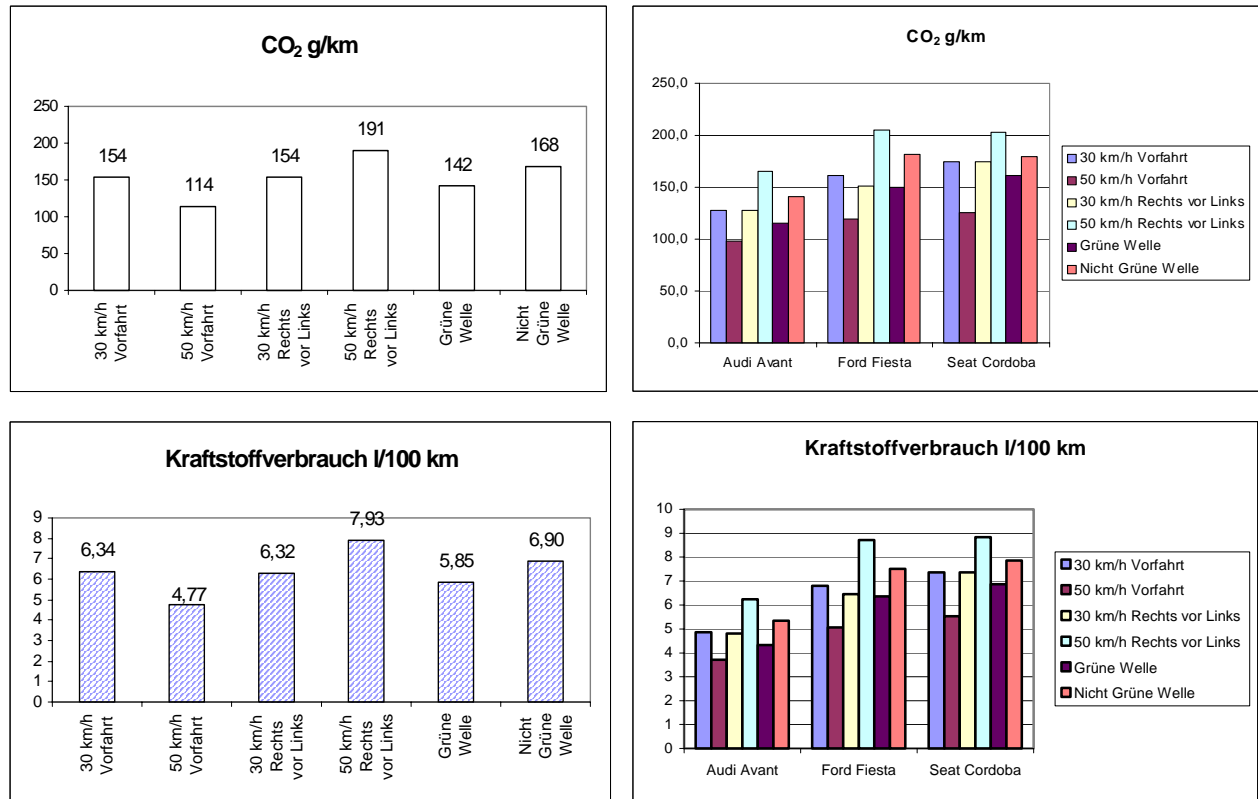 CO₂ g/km
250
200
150
100
50
0
154
114
154
191
142
168
30 km/h
Vorfahrt
50 km/h
Vorfahrt
30 km/h
Rechts
vor Links
50 km/h
Rechts
vor Links
Grüne
Welle
Nicht
Grüne
Welle
CO₂ g/km
250,0
200,0
150,0
100,0
50,0
0,0
Audi Avant
Ford Fiesta
Seat Cordoba
30 km/h Vorfahrt
50 km/h Vorfahrt
30 km/h Rechts vor Links
50 km/h Rechts vor Links
Grüne Welle
Nicht Grüne Welle
Kraftstoffverbrauch l/100 km
9
8
7
6
5
4
3
2
1
0
6,34
4,77
6,32
7,93
5,85
6,90
30 km/h
Vorfahrt
50 km/h
Vorfahrt
30 km/h
Rechts
vor Links
50 km/h
Rechts
vor Links
Grüne
Welle
Nicht
Grüne
Welle
Kraftstoffverbrauch l/100 km
10
9
8
7
6
5
4
3
2
1
0
Audi Avant
Ford Fiesta
Seat Cordoba
30 km/h Vorfahrt
50 km/h Vorfahrt
30 km/h Rechts vor Links
50 km/h Rechts vor Links
Grüne Welle
Nicht Grüne Welle